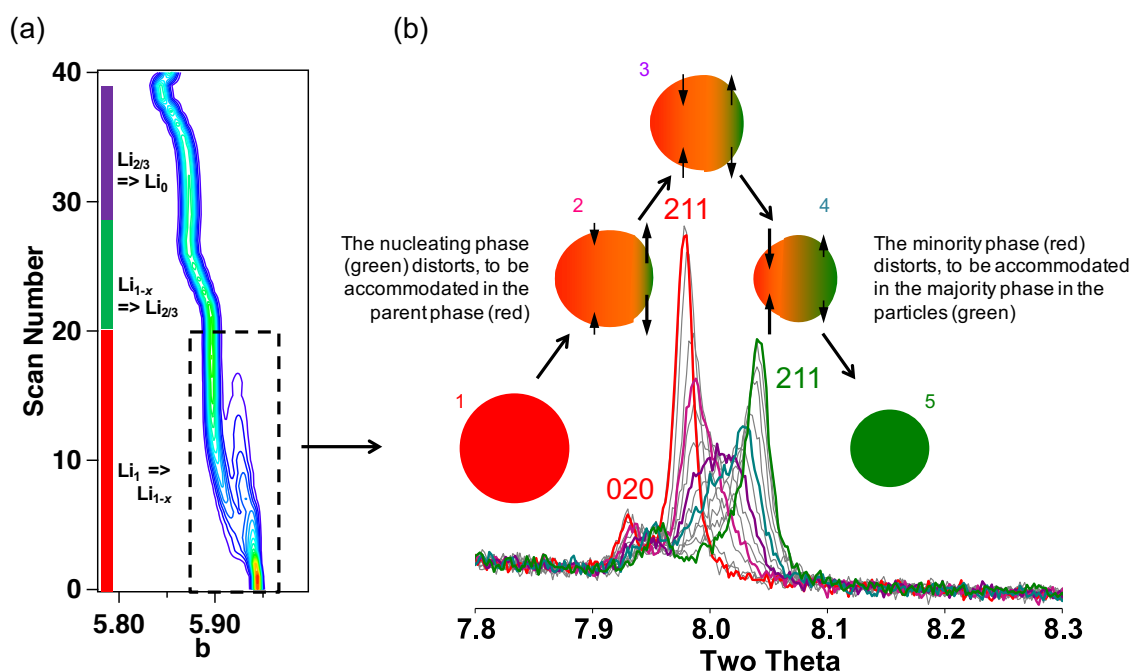 (a)
40
30
20
10
0
Scan Number
Li2/3
=> Li0
Li1-x
=> Li2/3
Li1 =>
Li1-x
5.80
5.90
b
(b)
3
2
211
4
The nucleating phase
(green) distorts, to be
accommodated in the
parent phase (red)
The minority phase (red)
distorts, to be accommodated
in the majority phase in the
particles (green)
1
211
5
020
7.8
7.9
8.0
8.1
8.2
8.3
Two Theta